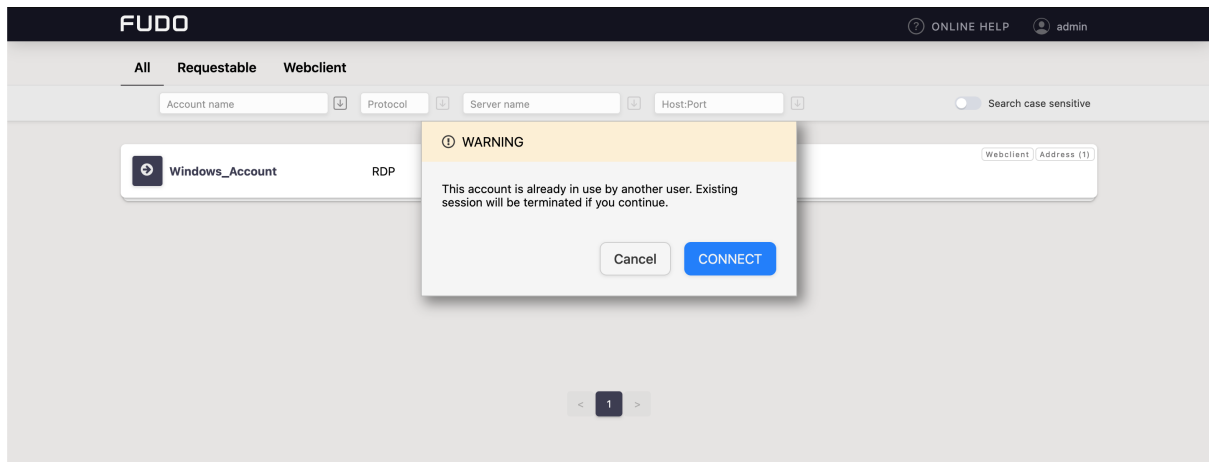 FUDO
? ONLINE HELP admin
All Requestable Webclient
Account name Protocol Server name Host:Port Search case sensitive
WARNING
Windows_Account RDP
Webclient Address (1)
This account is already in use by another user. Existing
session will be terminated if you continue.
Cancel CONNECT
< 1 >